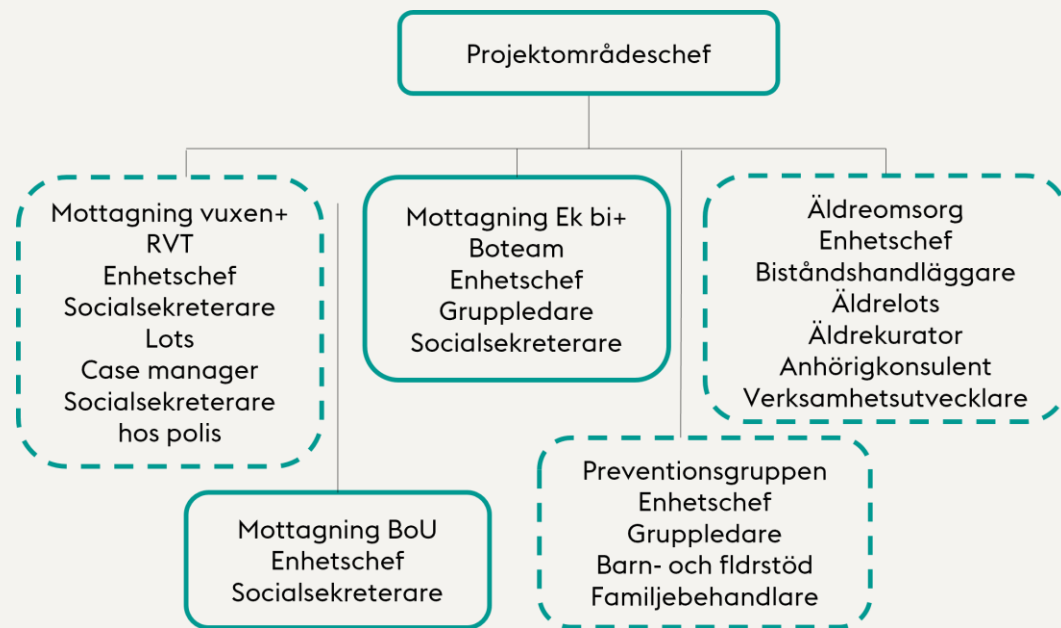 Projektområdeschef
Mottagning vuxen+
RVT
Enhetschef
Socialsekreterare
Lots
Case manager
Socialsekreterare
hos polis
Mottagning Ek bi+
Boteam
Enhetschef
Gruppledare
Socialsekreterare
Äldreomsorg
Enhetschef
Biståndshandläggare
Äldrelots
Äldrekurator
Anhörigkonsulent
Verksamhetsutvecklare
Mottagning BoU
Enhetschef
Socialsekreterare
Preventionsgruppen
Enhetschef
Gruppledare
Barn- och fldrstöd
Familjebehandlare